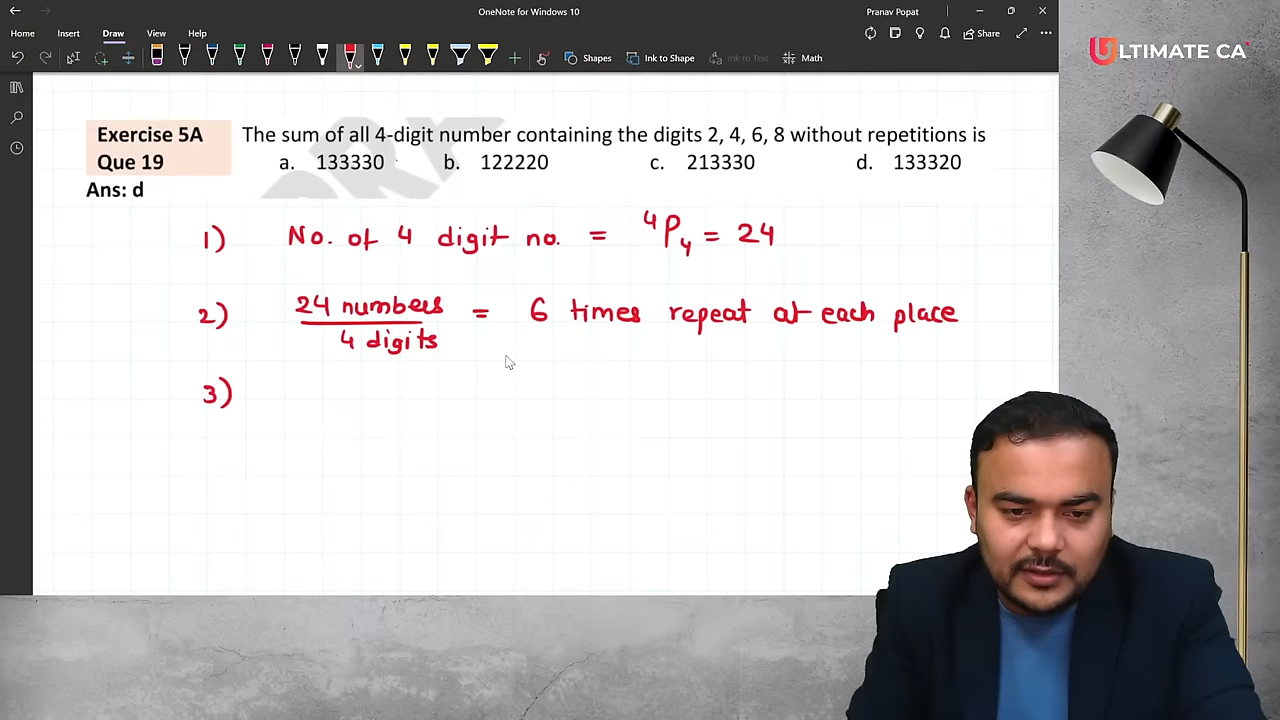 OneNote for Windows 10
Pranav Popat
Home Insert Draw View Help
Share
Shapes Ink to Shape Ink to Text Math
ULTIMATE CA
Exercise 5A The sum of all 4-digit number containing the digits 2, 4, 6, 8 without repetitions is
Que 19 a. 133330 b. 122220 c. 213330 d. 133320
Ans: d
1) No. of 4 digit no. = ⁴P₄ = 24
2) 24 numbers / 4 digits = 6 times repeat at each place
3)